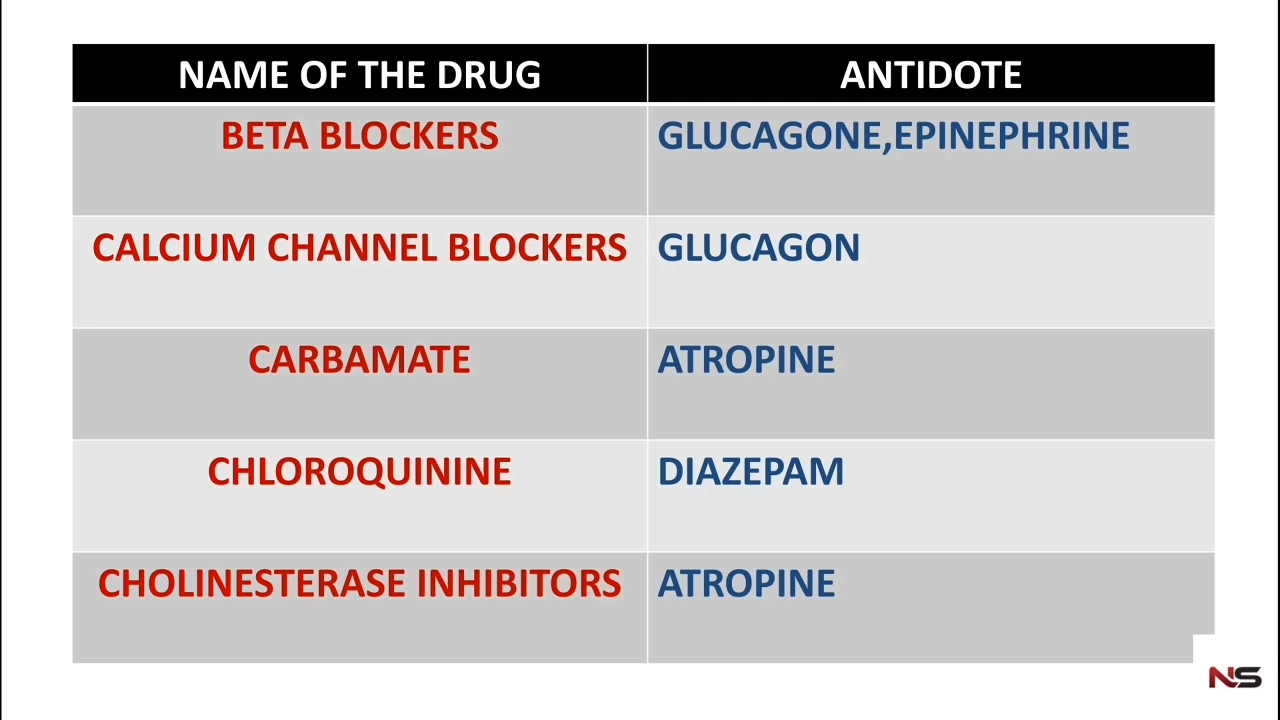 NAME OF THE DRUG ANTIDOTE
BETA BLOCKERS GLUCAGONE,EPINEPHRINE
CALCIUM CHANNEL BLOCKERS GLUCAGON
CARBAMATE ATROPINE
CHLOROQUININE DIAZEPAM
CHOLINESTERASE INHIBITORS ATROPINE
NS